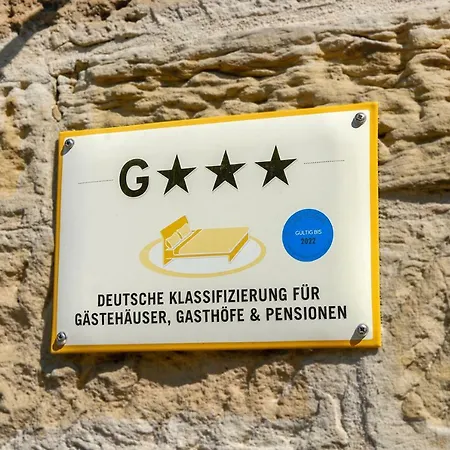 G★★★
GÜLTIG BIS
2022
DEUTSCHE KLASSIFIZIERUNG FÜR
GÄSTEHÄUSER, GASTHÖFE & PENSIONEN